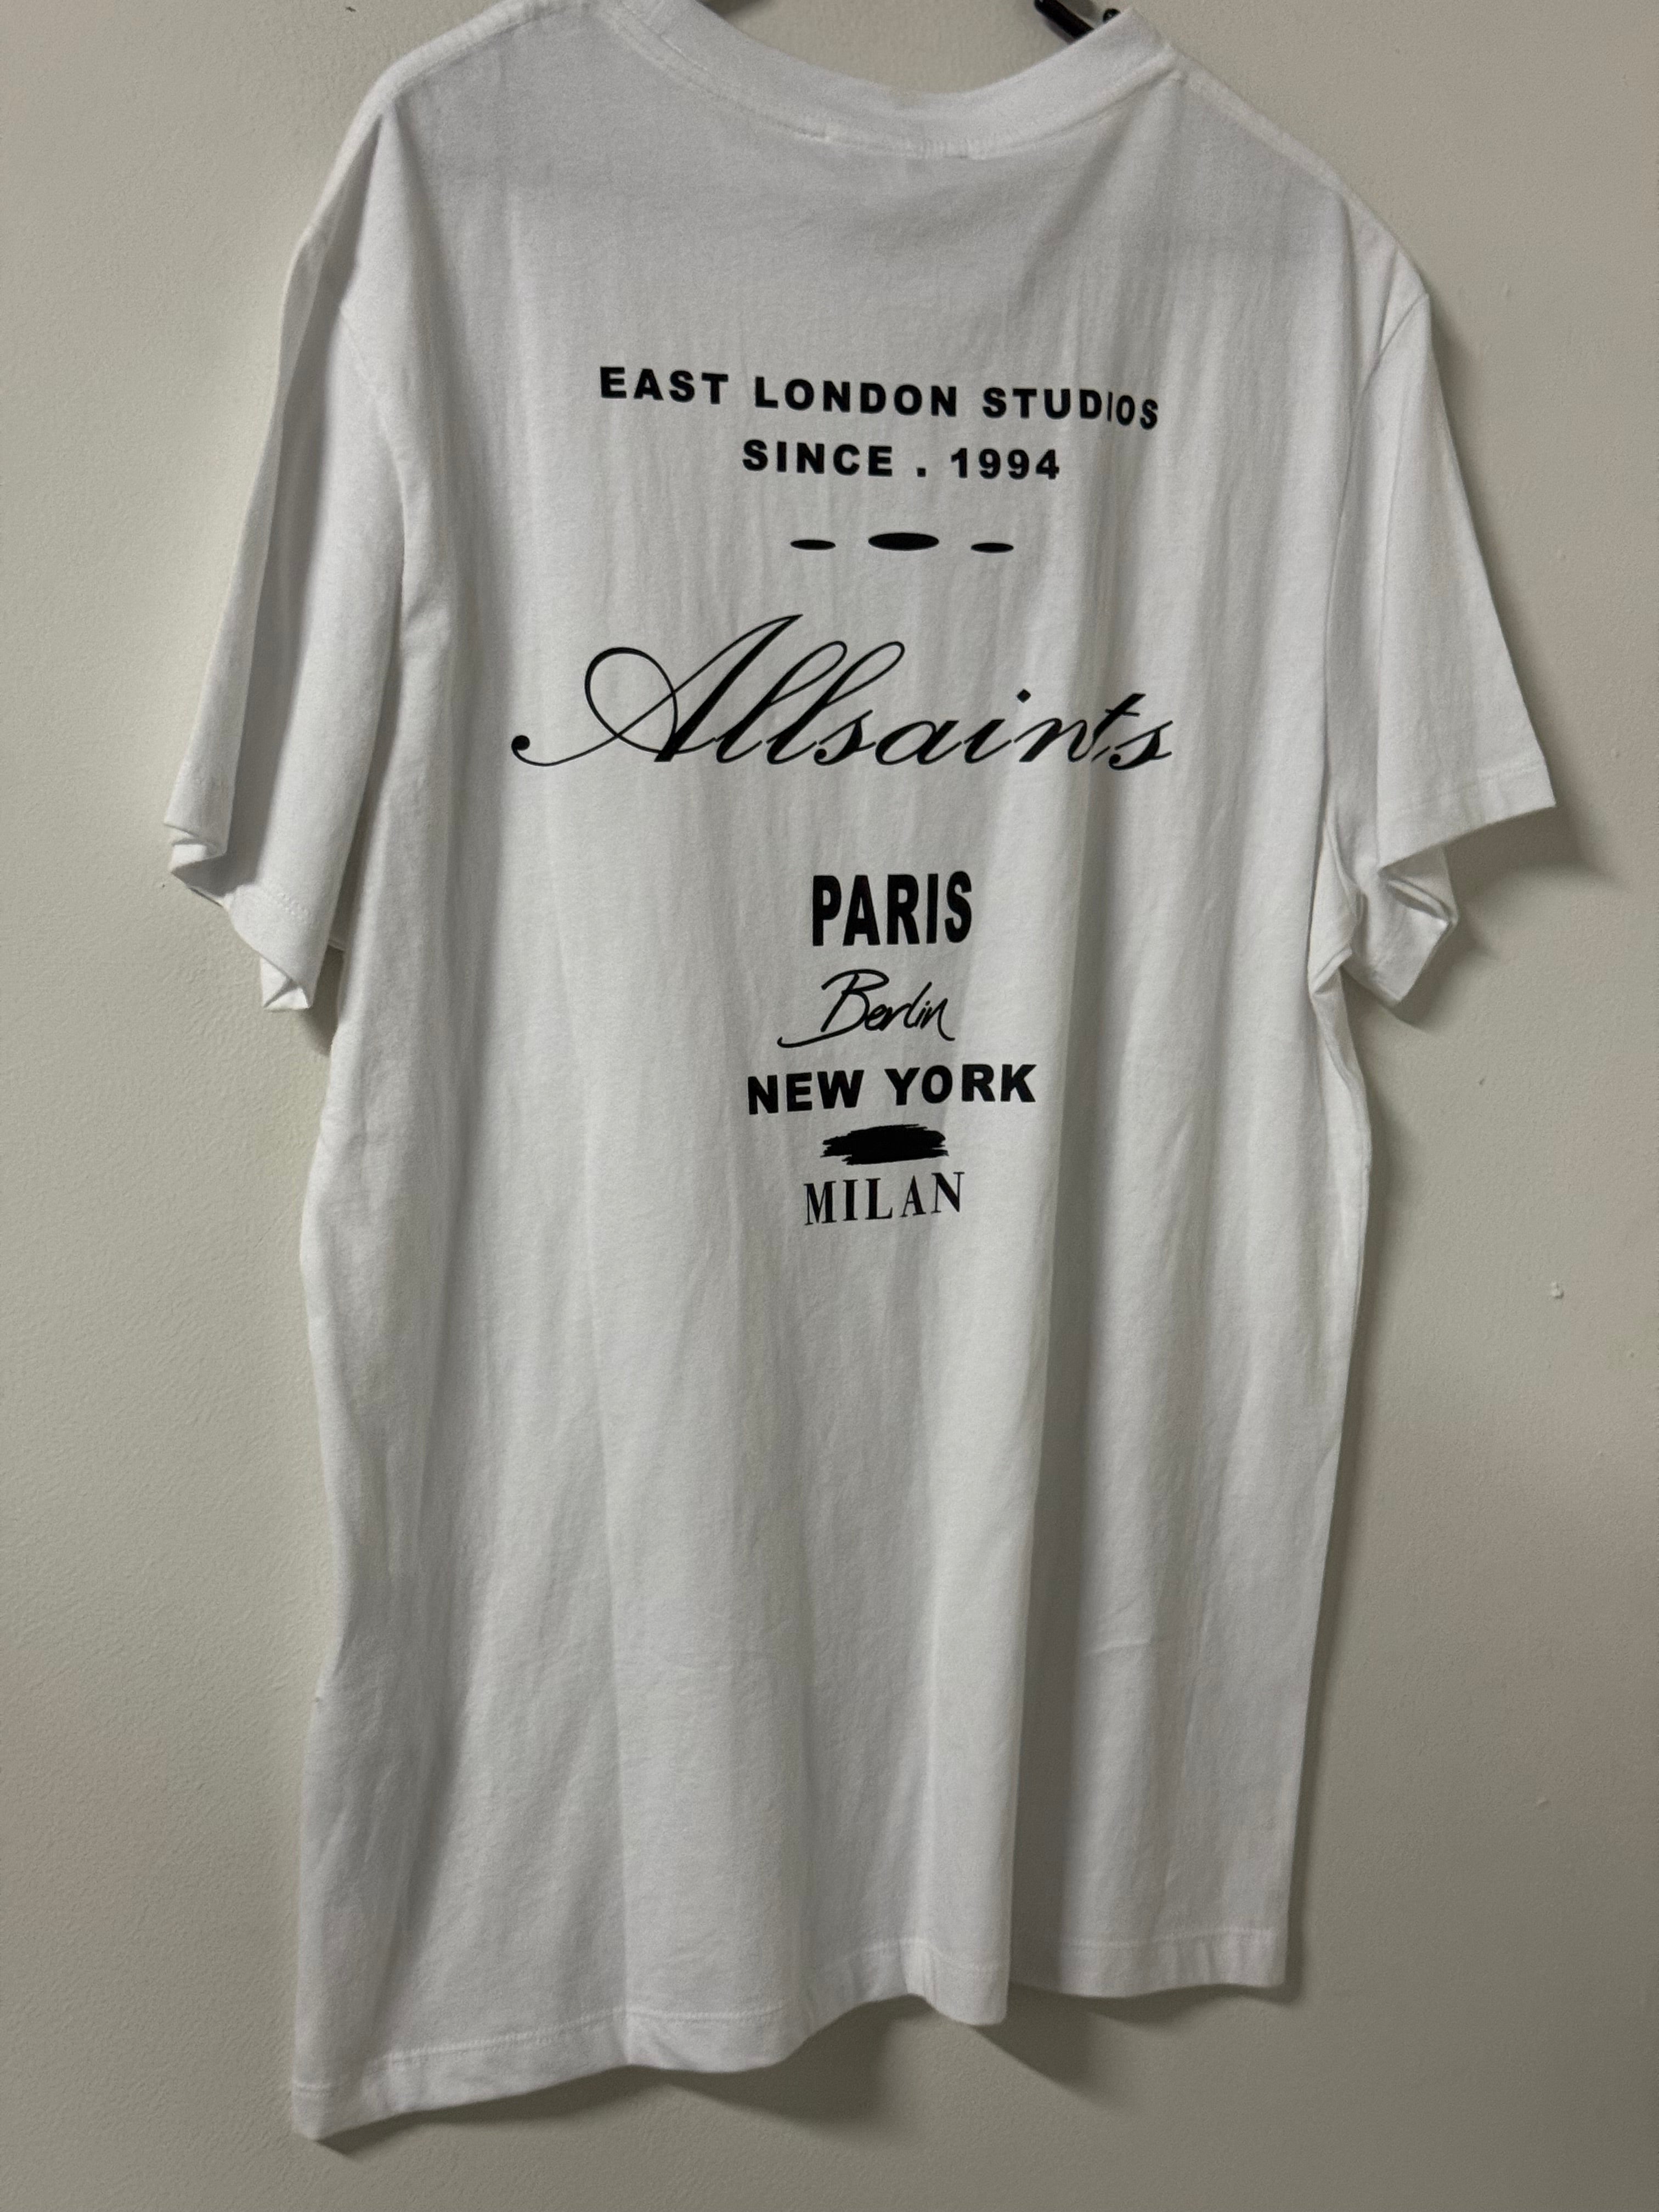 EAST LONDON STUDIOS
SINCE . 1994
Allsaints
PARIS
Berlin
NEW YORK
MILAN